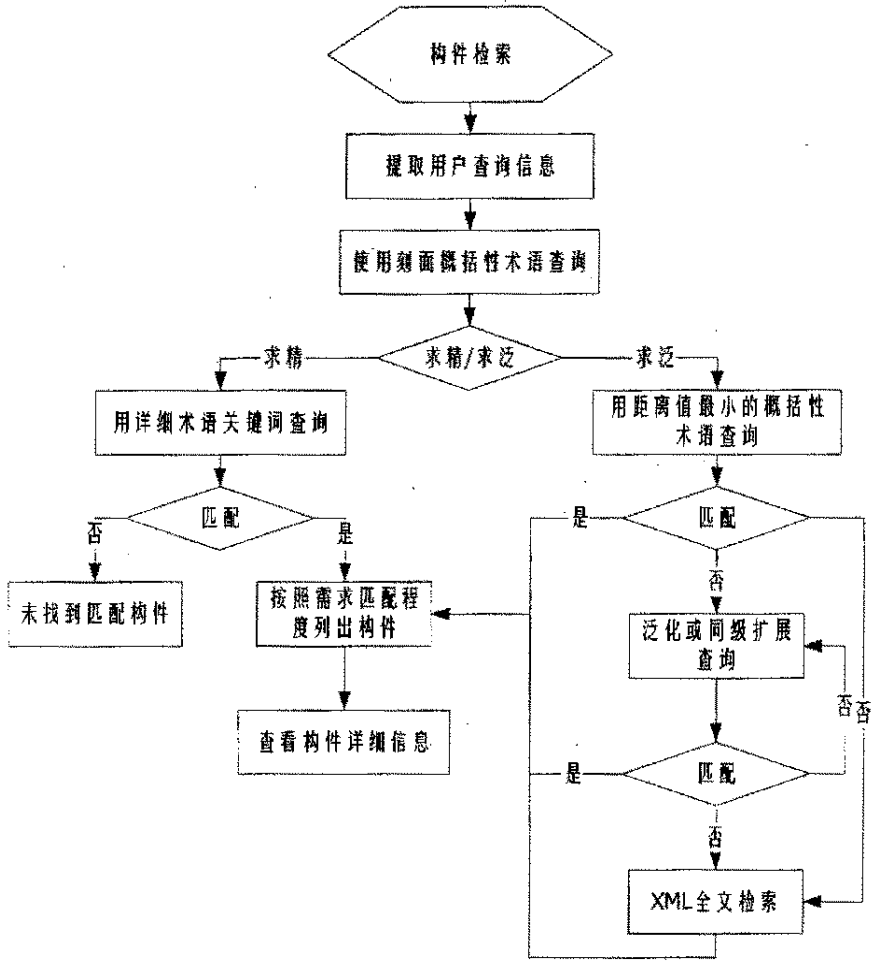 构件检索
提取用户查询信息
使用刻面概括性术语查询
求精
求精/求泛
求泛
用详细术语关键词查询
用距离值最小的概括性
术语查询
匹配
否
是
匹配
是
否
否
未找到匹配构件
按照需求匹配程
度列出构件
泛化或同级扩展
查询
否
查看构件详细信息
匹配
是
否
XML全文检索